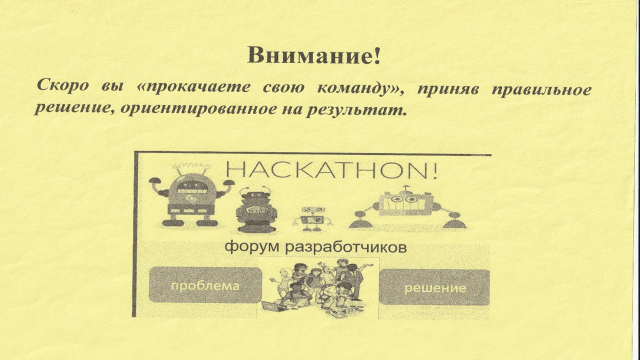 Внимание!
Скоро вы «прокачаете свою команду», приняв правильное
решение, ориентированное на результат.
HACKATHON!
форум разработчиков
проблема
решение